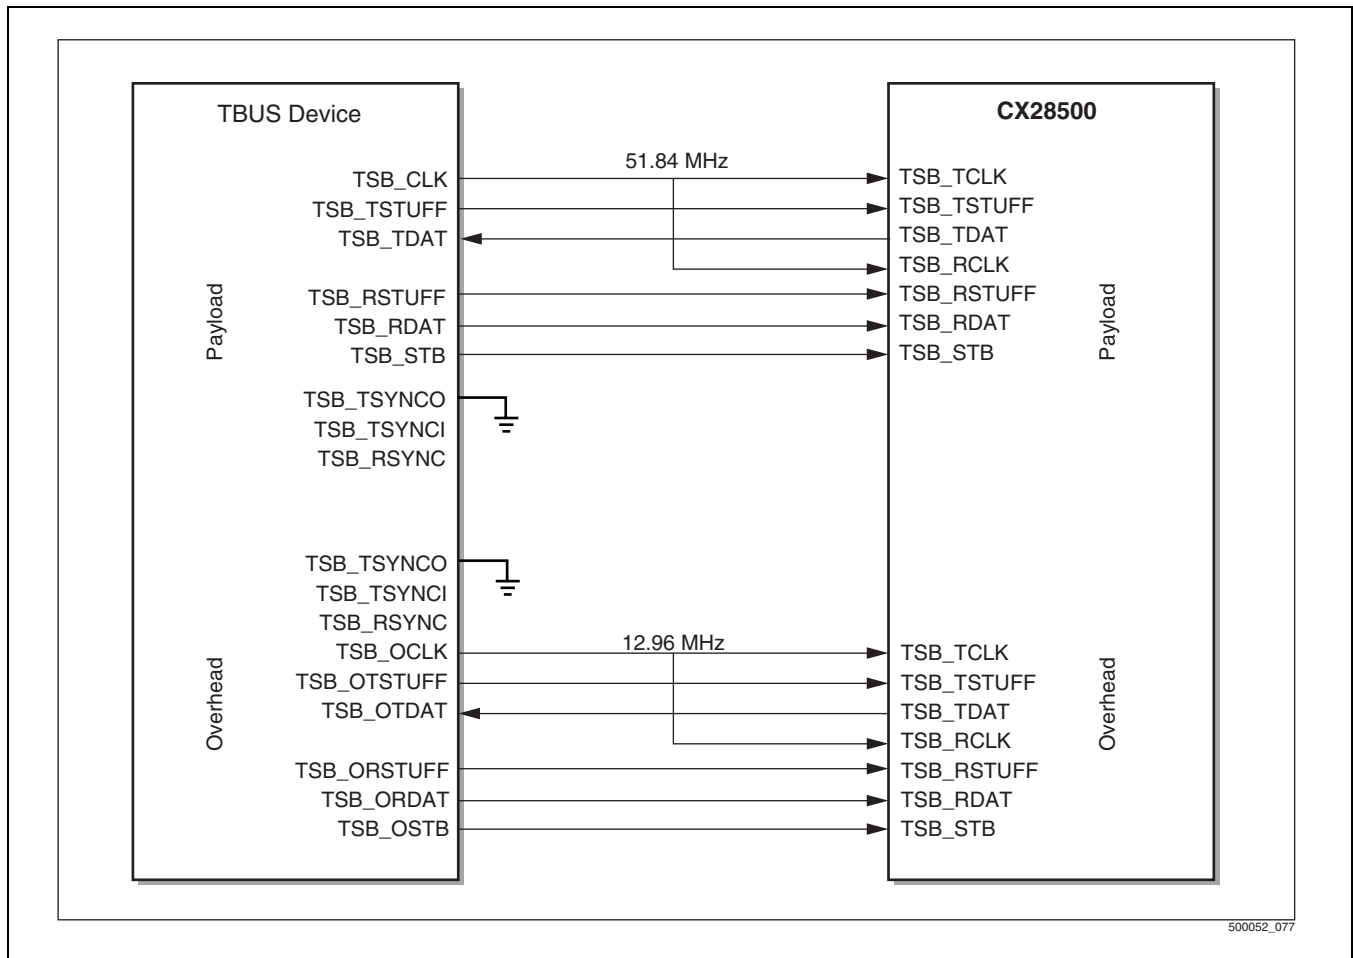 TBUS Device
CX28500
51.84 MHz
TSB_CLK
TSB_TSTUFF
TSB_TDAT
TSB_RSTUFF
TSB_RDAT
TSB_STB
TSB_TSYNCO
TSB_TSYNCI
TSB_RSYNC
Payload
TSB_TCLK
TSB_TSTUFF
TSB_TDAT
TSB_RCLK
TSB_RSTUFF
TSB_RDAT
TSB_STB
Payload
TSB_TSYNCO
TSB_TSYNCI
TSB_RSYNC
TSB_OCLK
TSB_OTSTUFF
TSB_OTDAT
TSB_ORSTUFF
TSB_ORDAT
TSB_OSTB
Overhead
12.96 MHz
TSB_TCLK
TSB_TSTUFF
TSB_TDAT
TSB_RCLK
TSB_RSTUFF
TSB_RDAT
TSB_STB
Overhead
500052_077